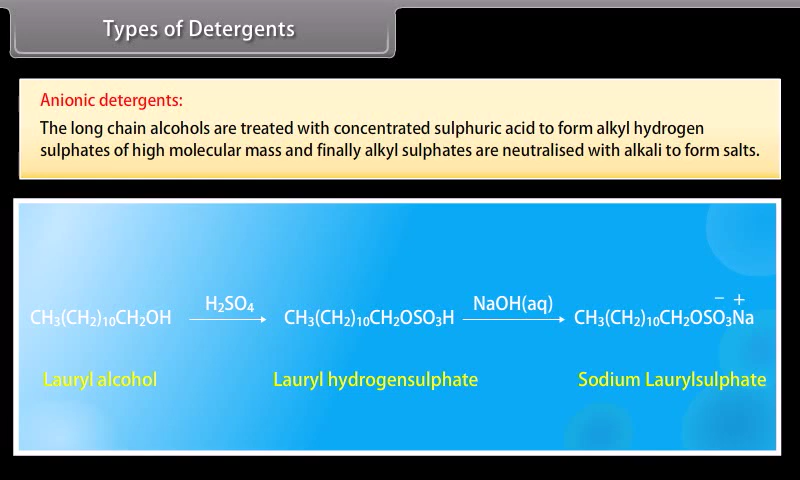 Types of Detergents
Anionic detergents:
The long chain alcohols are treated with concentrated sulphuric acid to form alkyl hydrogen
sulphates of high molecular mass and finally alkyl sulphates are neutralised with alkali to form salts.
CH₃(CH₂)₁₀CH₂OH H₂SO₄ → CH₃(CH₂)₁₀CH₂OSO₃H NaOH(aq) → CH₃(CH₂)₁₀CH₂OSO₃⁻Na⁺
Lauryl alcohol Lauryl hydrogensulphate Sodium Laurylsulphate